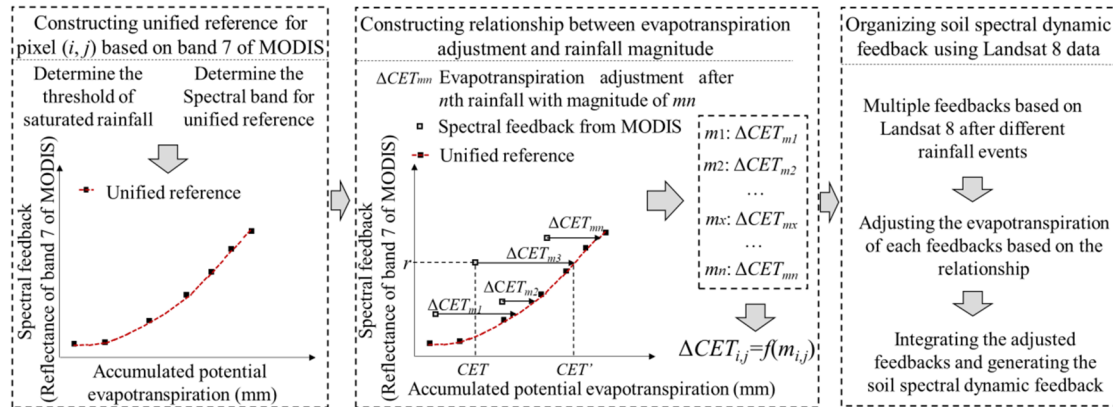 Constructing unified reference for
pixel (i, j) based on band 7 of MODIS
Determine the
threshold of
saturated rainfall
Determine the
Spectral band for
unified reference
Unified reference
Spectral feedback
(Reflectance of band 7 of MODIS)
Accumulated potential
evapotranspiration (mm)
Constructing relationship between evapotranspiration
adjustment and rainfall magnitude
ΔCETmn Evapotranspiration adjustment after
nth rainfall with magnitude of mn
Spectral feedback from MODIS
Unified reference
Spectral feedback
(Reflectance of band 7 of MODIS)
r
ΔCETmn
ΔCETm3
ΔCETm2
ΔCETm1
CET
CET'
Accumulated potential evapotranspiration (mm)
m1: ΔCETm1
m2: ΔCETm2
...
mx: ΔCETmx
...
mn: ΔCETmn
ΔCETi,j=f(mi,j)
Organizing soil spectral dynamic
feedback using Landsat 8 data
Multiple feedbacks based on
Landsat 8 after different
rainfall events
Adjusting the evapotranspiration
of each feedbacks based on the
relationship
Integrating the adjusted
feedbacks and generating the
soil spectral dynamic feedback